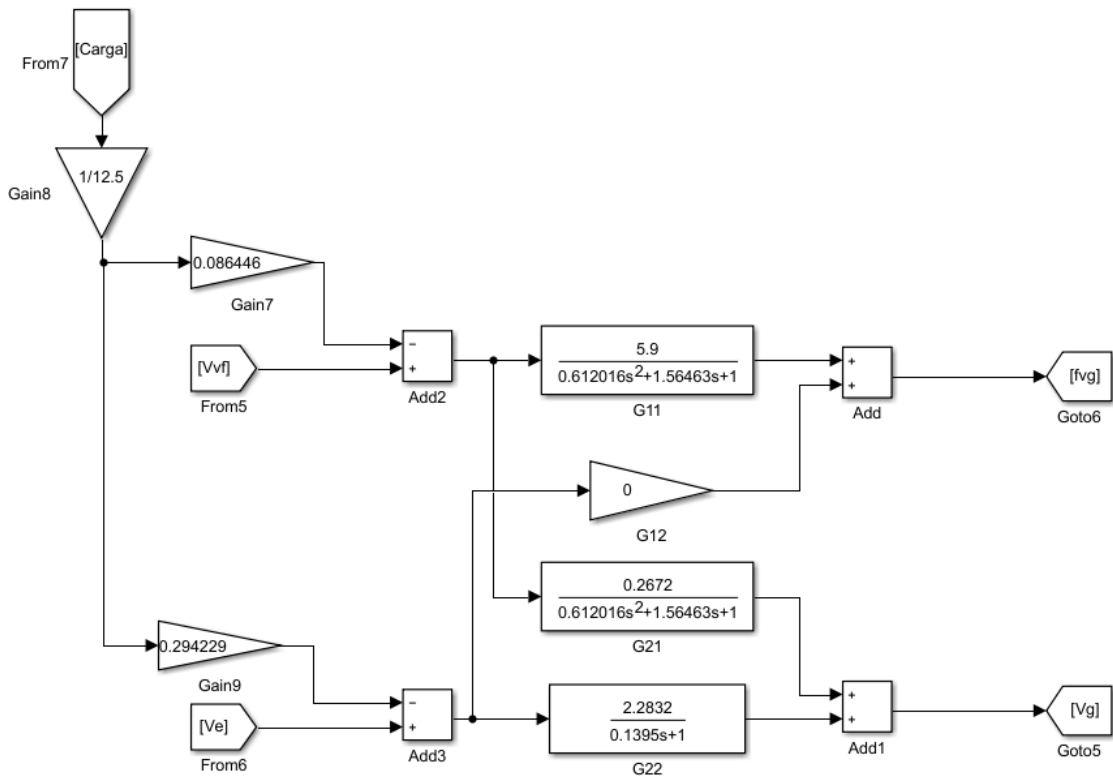 [Carga]
From7
1/12.5
Gain8
0.086446
Gain7
−
+
[Vvf]
From5
Add2
5.9
0.612016s²+1.56463s+1
G11
+
+
Add
[fvg]
Goto6
0
G12
0.2672
0.612016s²+1.56463s+1
G21
0.294229
Gain9
−
+
[Ve]
From6
Add3
2.2832
0.1395s+1
G22
+
+
Add1
[Vg]
Goto5